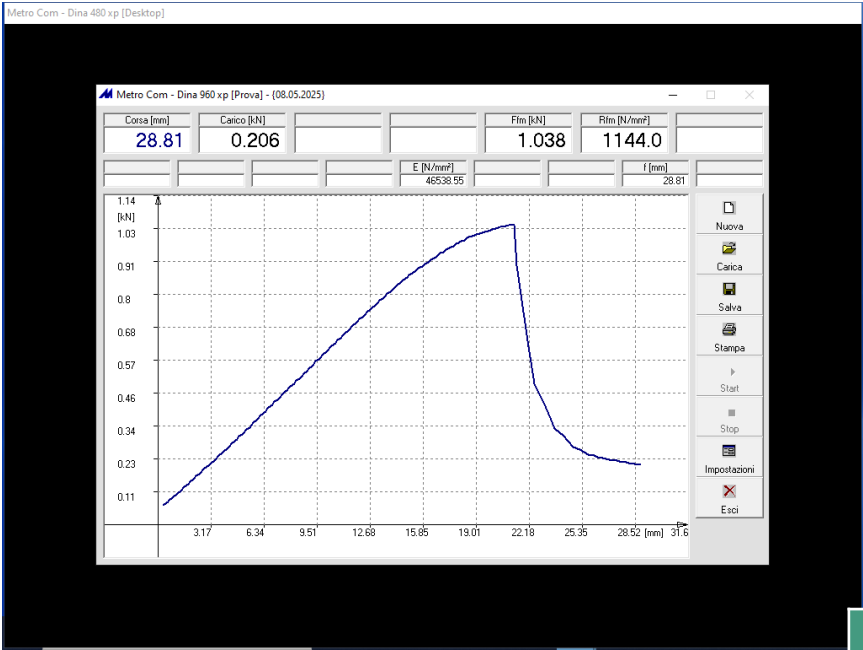 Metro Com - Dina 480 xp [Desktop]
Metro Com - Dina 960 xp [Prova] - {08.05.2025}
Corsa [mm] Carico [kN] Ffm [kN] Rfm [N/mm²]
28.81 0.206 1.038 1144.0
E [N/mm²] f [mm]
46538.55 28.81
1.14
[kN]
1.03
0.91
0.8
0.68
0.57
0.46
0.34
0.23
0.11
3.17 6.34 9.51 12.68 15.85 19.01 22.18 25.35 28.52 [mm] 31.6
Nuova
Carica
Salva
Stampa
Start
Stop
Impostazioni
Esci